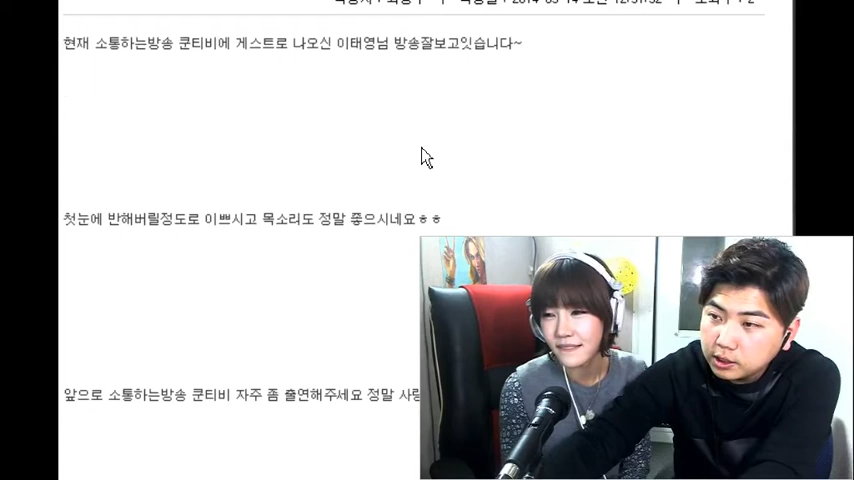 현재 소통하는방송 쿤티비에 게스트로 나오신 이태영님 방송잘보고잇습니다~
첫눈에 반해버릴정도로 이쁘시고 목소리도 정말 좋으시네요ㅎㅎ
앞으로 소통하는방송 쿤티비 자주 좀 출연해주세요 정말